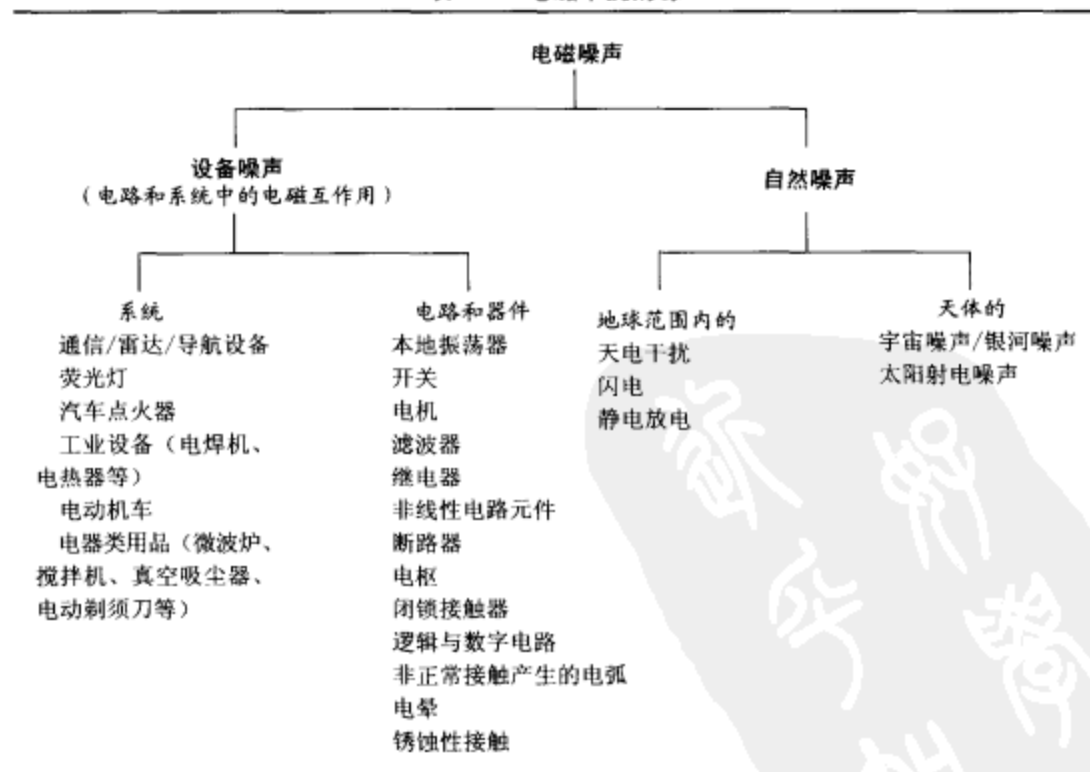 电磁噪声
设备噪声
(电路和系统中的电磁互作用)
自然噪声
系统
通信/雷达/导航设备
荧光灯
汽车点火器
工业设备(电焊机、
电热器等)
电动机车
电器类用品(微波炉、
搅拌机、真空吸尘器、
电动剃须刀等)
电路和器件
本地振荡器
开关
电机
滤波器
继电器
非线性电路元件
断路器
电枢
闭锁接触器
逻辑与数字电路
非正常接触产生的电弧
电晕
锈蚀性接触
地球范围内的
天电干扰
闪电
静电放电
天体的
宇宙噪声/银河噪声
太阳射电噪声